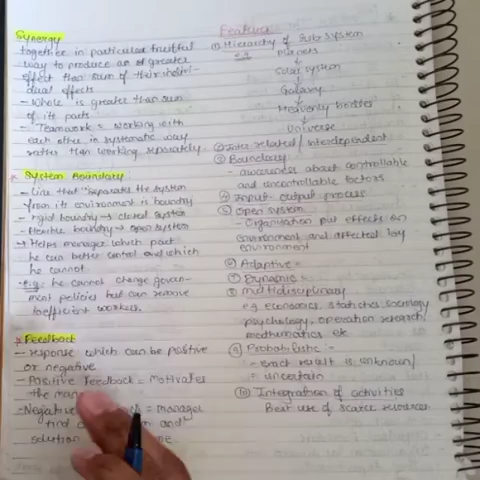 Synergy
together in particular fruitful
way to produce an of greater
effect than sum of their indivi-
dual effects
- Whole is greater than sum
of its parts
- Teamwork = working with
each other in systematic way
rather than working separately
* System Boundary
- Line that separates the system
from its environment is boundary
- rigid boundary → closed system
- flexible boundary → open system
→ Helps manager which part
he can better control and which
he cannot
- e.g: he cannot change govern-
ment policies but can remove
inefficient workers.
* Feedback
- response which can be positive
or negative
- Positive feedback = motivates
the man
- Negative = manager
find and
solution
Features
① Hierarchy of sub system
e.g. Planets
↓
Solar system
↓
Galaxy
↓
Heavenly bodies
↓
Universe
② Inter related / interdependent
③ Boundary
- awareness about controllable
and uncontrollable factors
④ Input - output process
⑤ Open system
- Organisation put effects on
environment and affected by
environment
⑥ Adaptive -
⑦ Dynamic -
⑧ Multidisciplinary
e.g. economics, statistics, sociology
psychology, operation research,
mathematics etc
⑨ Probabilistic -
- exact result is unknown/
= uncertain
⑩ Integration of activities
Best use of scarce resources.